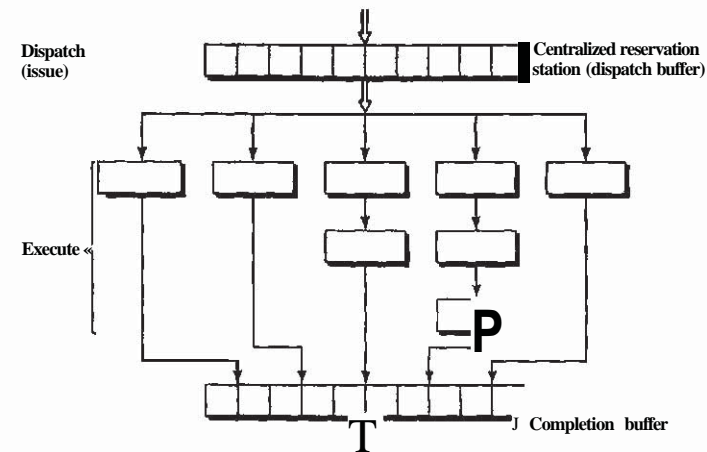 Dispatch
(issue)
Centralized reservation
station (dispatch buffer)
Execute «
P
J Completion buffer
T